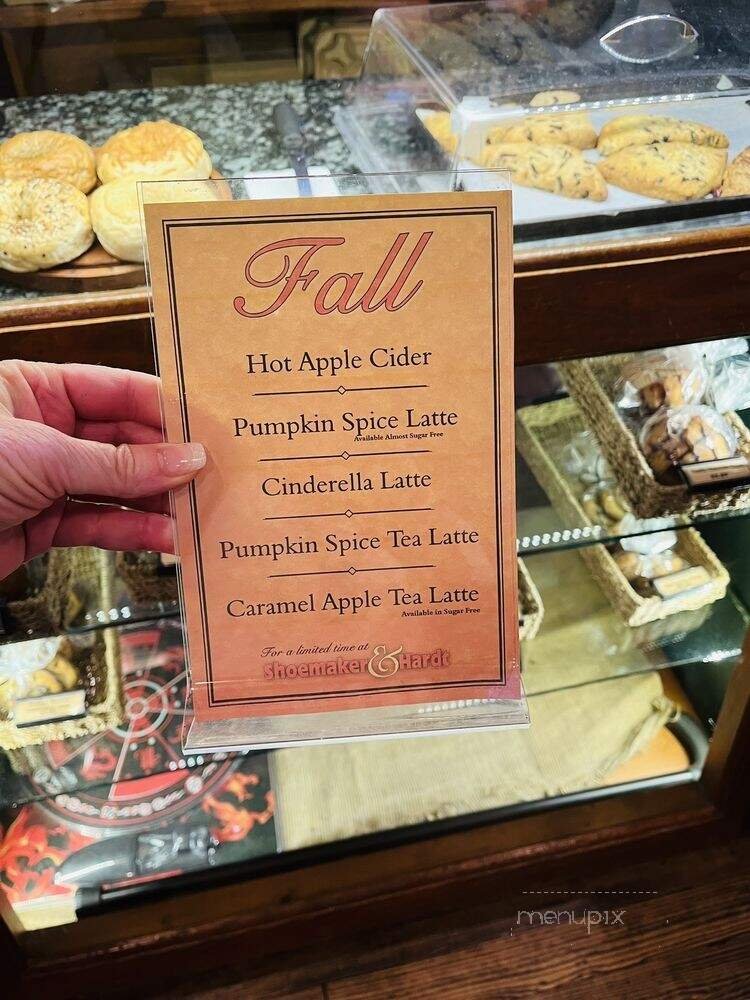 Fall
Hot Apple Cider
Pumpkin Spice Latte
Available Almost Sugar Free
Cinderella Latte
Pumpkin Spice Tea Latte
Caramel Apple Tea Latte
Available in Sugar Free
For a limited time at
Shoemaker & Hardt
menupix